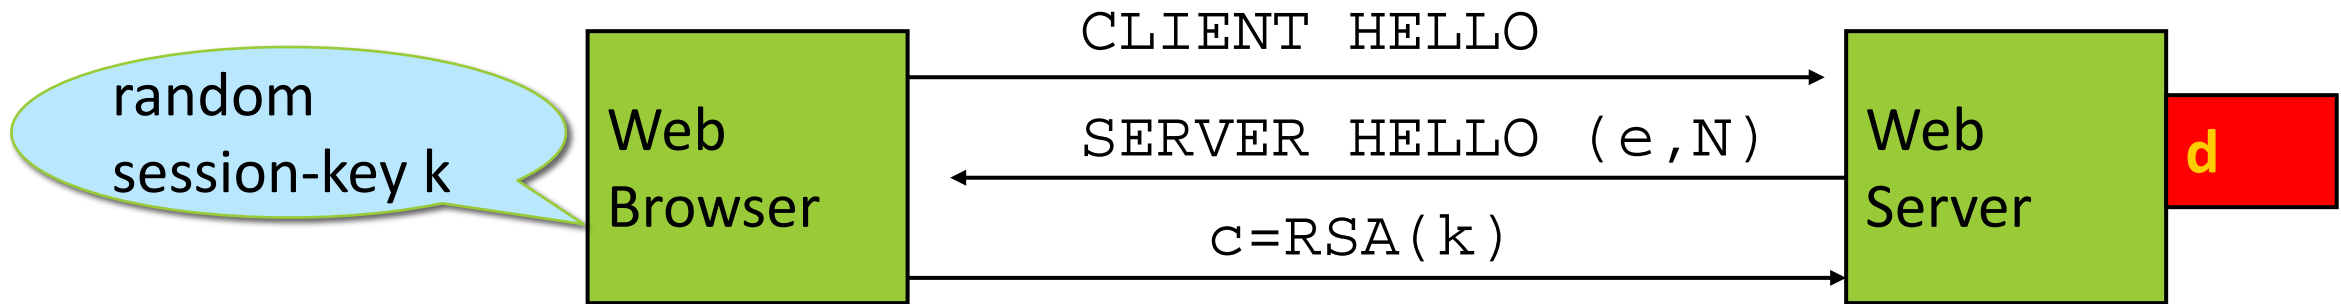 random
session-key k
Web
Browser
CLIENT HELLO
SERVER HELLO (e,N)
c=RSA(k)
Web
Server
d